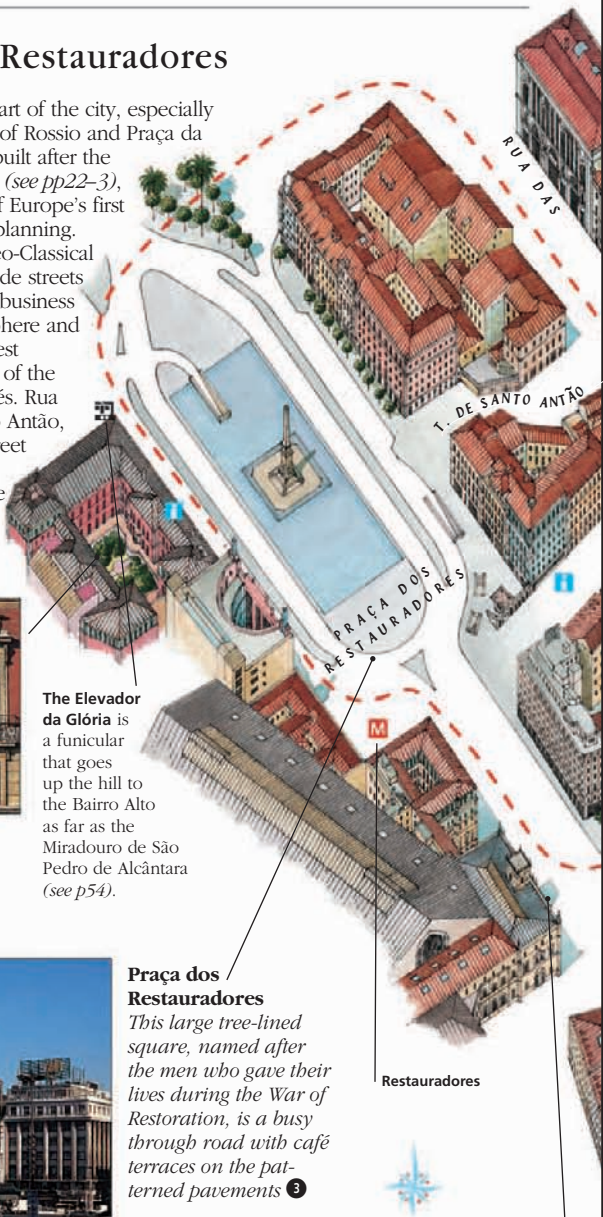 Restauradores
art of the city, especially
of Rossio and Praça da
built after the
(see pp22–3),
f Europe's first
planning.
eo-Classical
de streets
business
here and
est
of the
és. Rua
o Antão,
reet
e
RUA DAS
T. DE SANTO ANTÃO
PRAÇA DOS
RESTAURADORES
M
The Elevador
da Glória is
a funicular
that goes
up the hill to
the Bairro Alto
as far as the
Miradouro de São
Pedro de Alcântara
(see p54).
Praça dos
Restauradores
This large tree-lined
square, named after
the men who gave their
lives during the War of
Restoration, is a busy
through road with café
terraces on the pat-
terned pavements 3
Restauradores